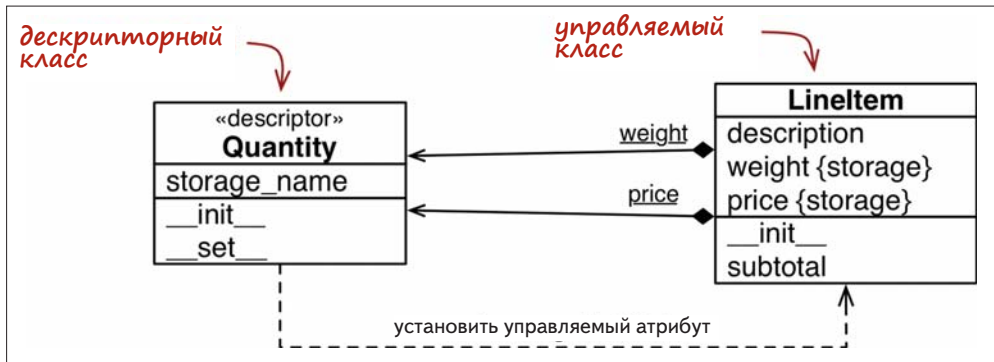 дескрипторный
класс
управляемый
класс
«descriptor»
Quantity
storage_name
__init__
__set__
weight
price
LineItem
description
weight {storage}
price {storage}
__init__
subtotal
установить управляемый атрибут